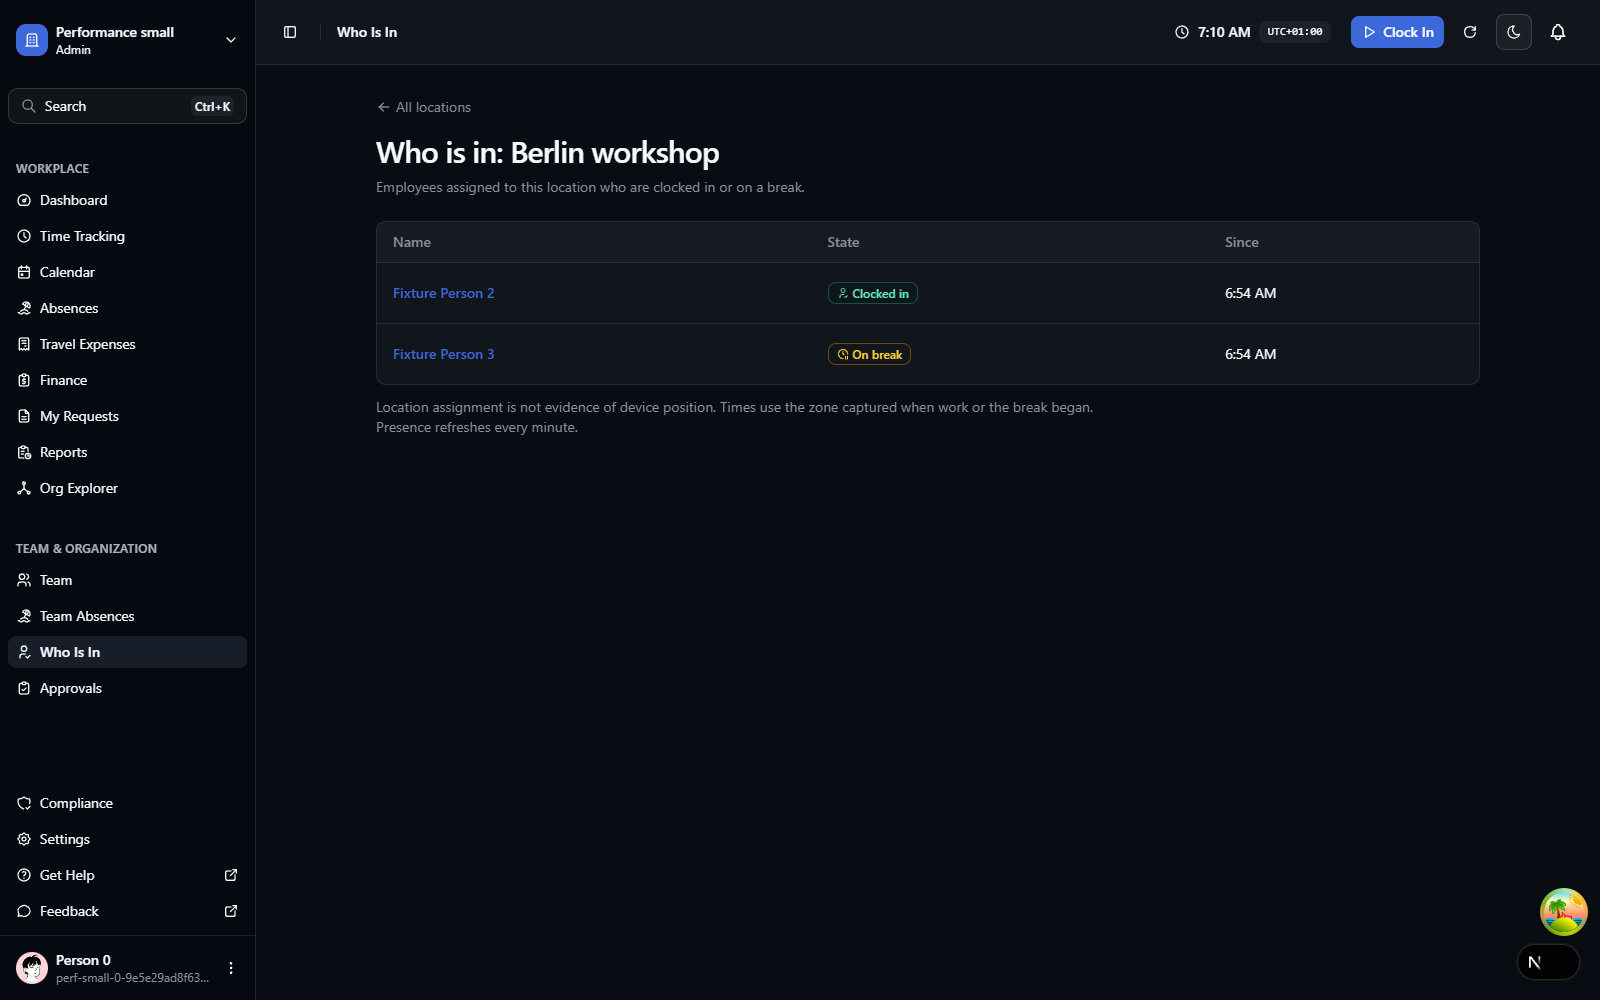 Performance small
Admin
Search
Ctrl+K
WORKPLACE
Dashboard
Time Tracking
Calendar
Absences
Travel Expenses
Finance
My Requests
Reports
Org Explorer
TEAM & ORGANIZATION
Team
Team Absences
Who Is In
Approvals
Compliance
Settings
Get Help
Feedback
Person 0
perf-small-0-9e5e29ad8f63...
Who Is In
7:10 AM UTC+01:00
Clock In
All locations
Who is in: Berlin workshop
Employees assigned to this location who are clocked in or on a break.
Name State Since
Fixture Person 2 Clocked in 6:54 AM
Fixture Person 3 On break 6:54 AM
Location assignment is not evidence of device position. Times use the zone captured when work or the break began.
Presence refreshes every minute.
N